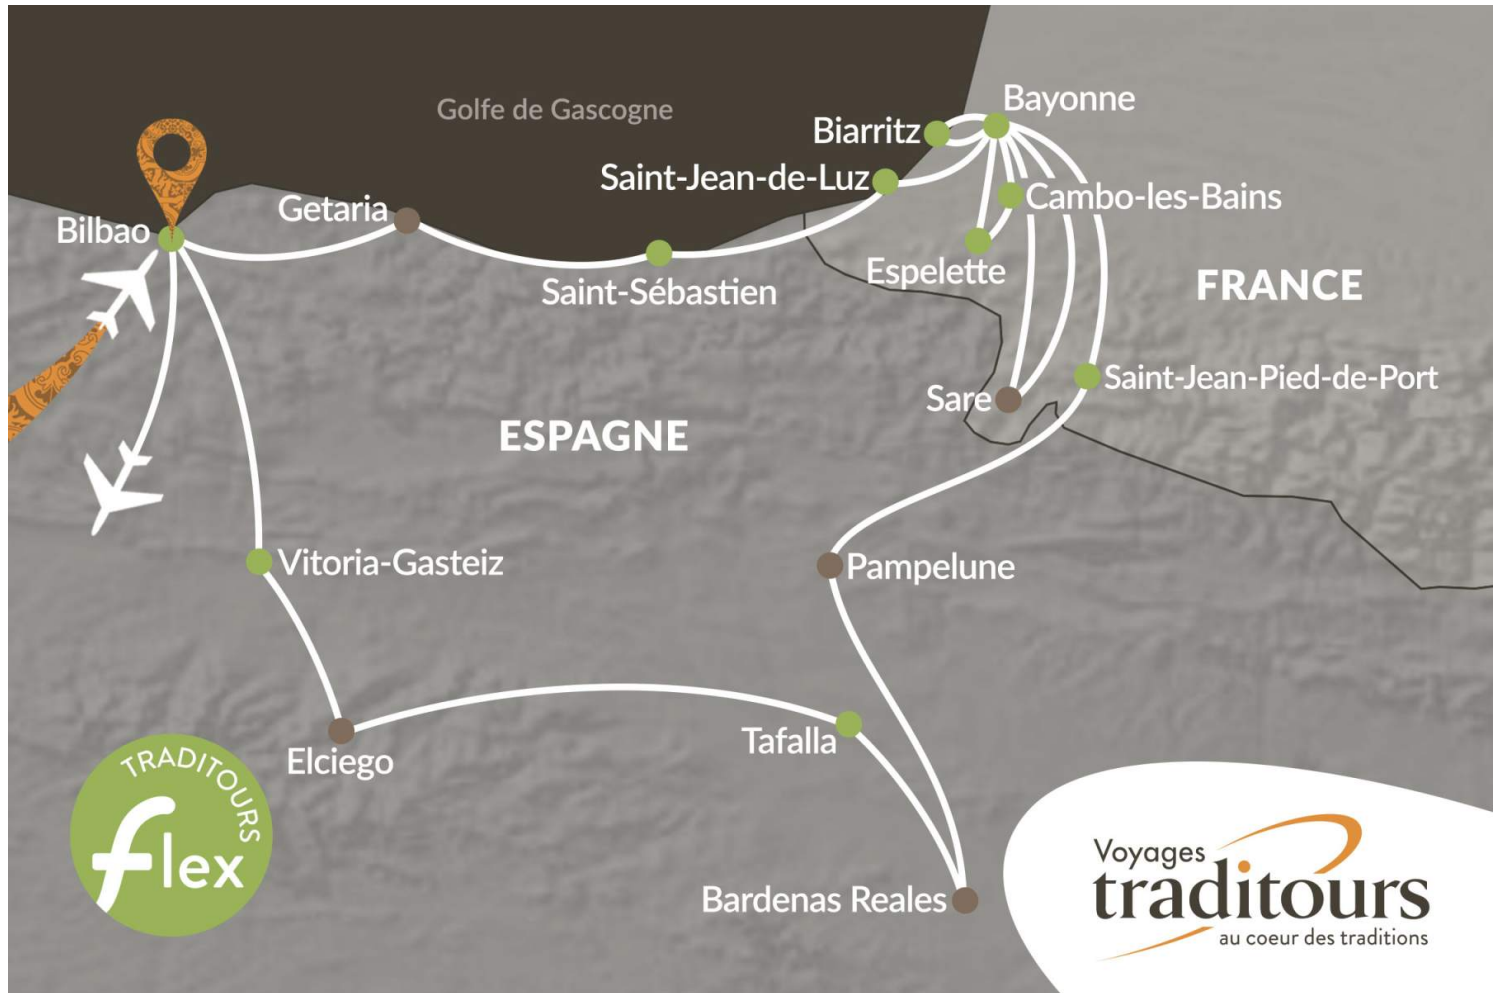 Golfe de Gascogne
Bayonne
Biarritz
Saint-Jean-de-Luz
Cambo-les-Bains
Getaria
Bilbao
Espelette
FRANCE
Saint-Sébastien
Saint-Jean-Pied-de-Port
Sare
ESPAGNE
Vitoria-Gasteiz
Pampelune
Tafalla
Elciego
Bardenas Reales
TRADITOURS
flex
Voyages
traditours
au coeur des traditions